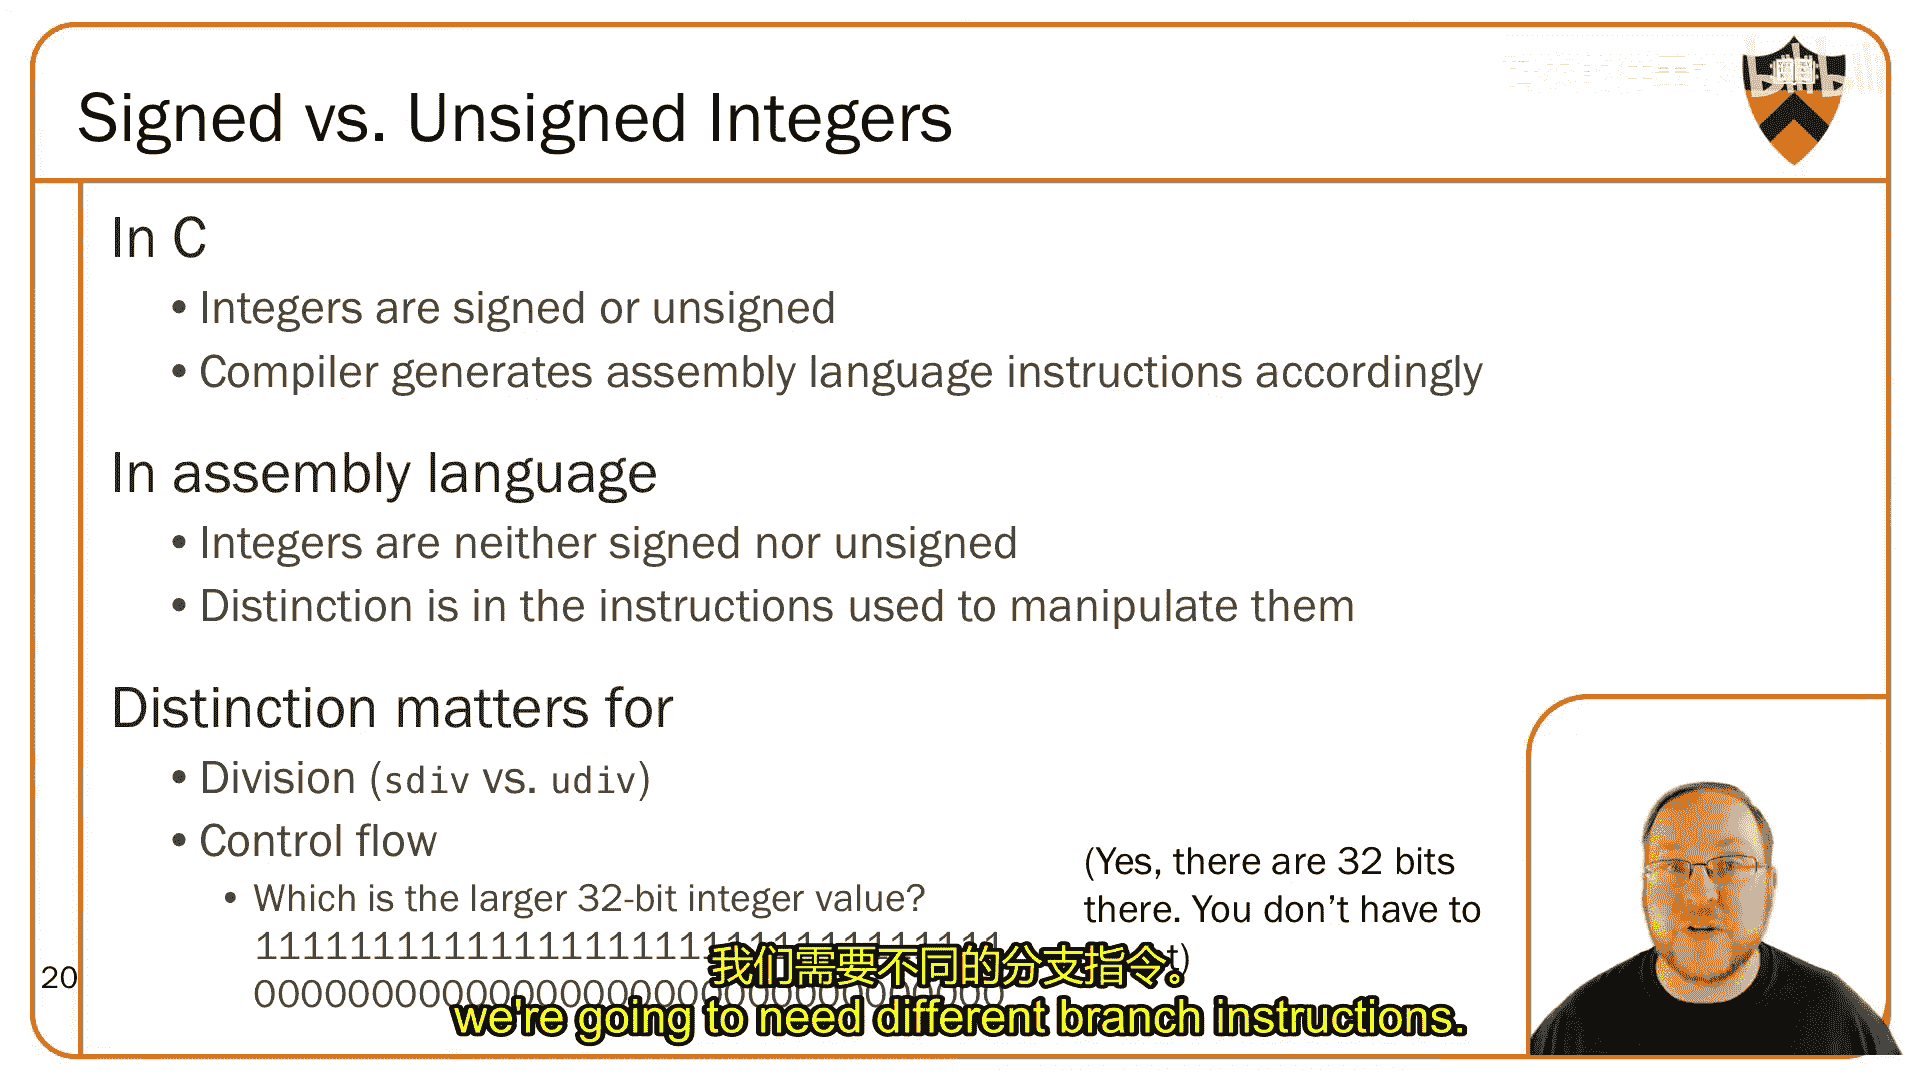 Signed vs. Unsigned Integers
In C
• Integers are signed or unsigned
• Compiler generates assembly language instructions accordingly
In assembly language
• Integers are neither signed nor unsigned
• Distinction is in the instructions used to manipulate them
Distinction matters for
• Division (sdiv vs. udiv)
• Control flow
• Which is the larger 32-bit integer value?
11111111111111111111111111111111
00000000000000000000000000000000
(Yes, there are 32 bits
there. You don’t have to
20
我们需要不同的分支指令。
we're going to need different branch instructions.